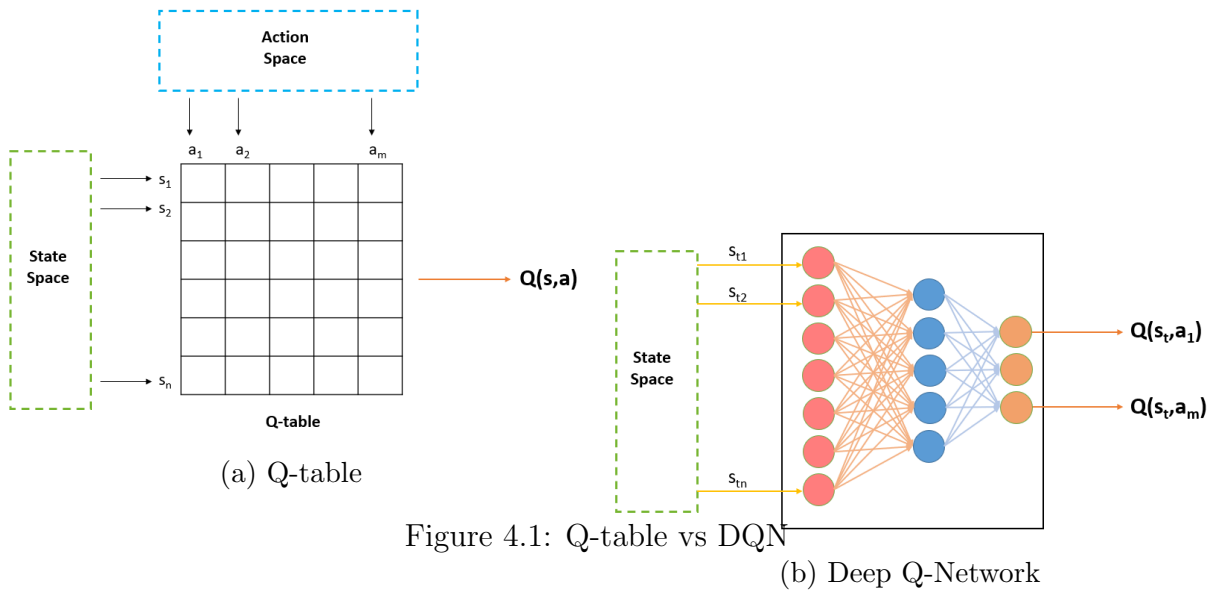 Action
Space
a₁
a₂
aₘ
State
Space
s₁
s₂
sₙ
Q(s,a)
Q-table
(a) Q-table
State
Space
sₜ₁
sₜ₂
sₜₙ
Q(sₜ,a₁)
Q(sₜ,aₘ)
Figure 4.1: Q-table vs DQN
(b) Deep Q-Network